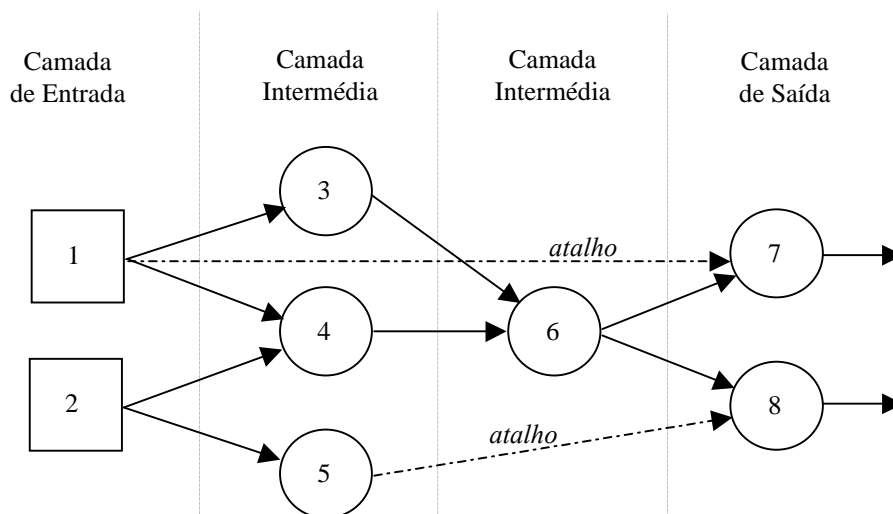 Camada
de Entrada
Camada
Intermédia
Camada
Intermédia
Camada
de Saída
3
1
atalho
7
4
6
2
8
atalho
5